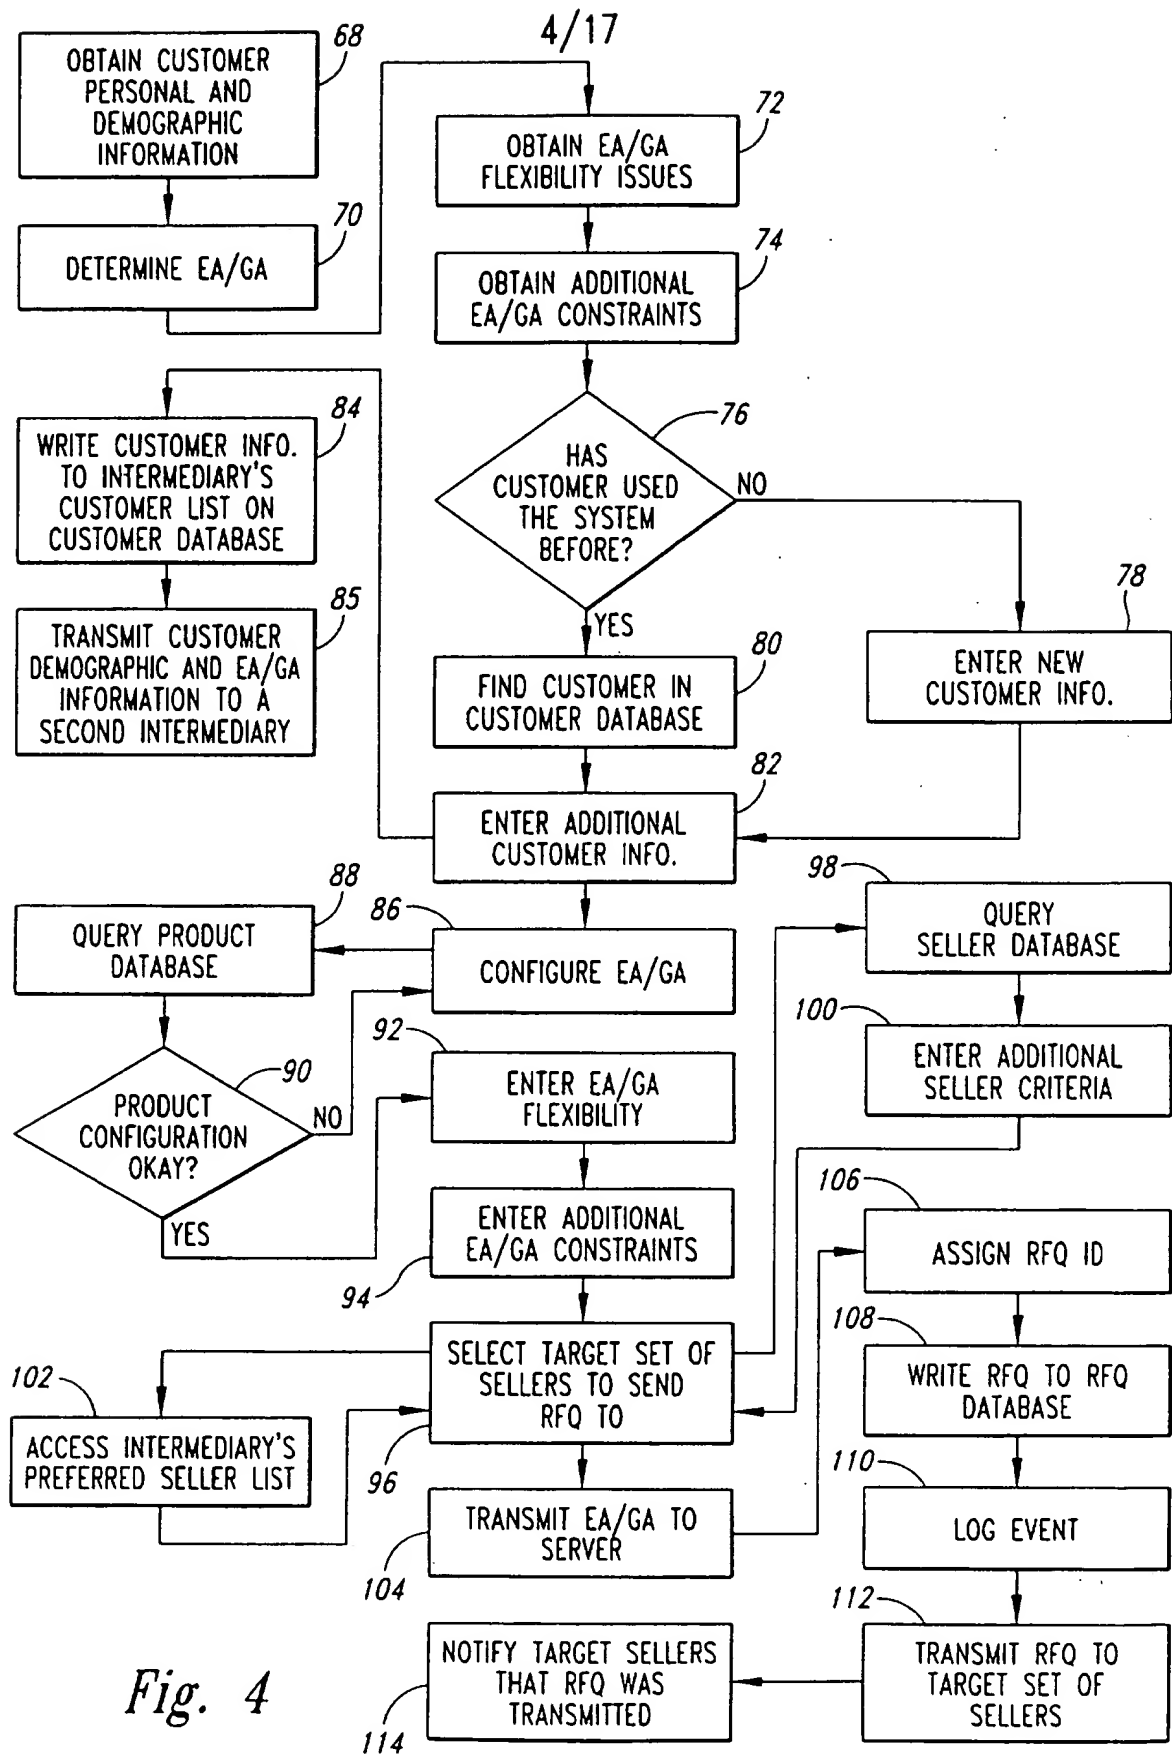 4/17
68
OBTAIN CUSTOMER
PERSONAL AND
DEMOGRAPHIC
INFORMATION
70
DETERMINE EA/GA
72
OBTAIN EA/GA
FLEXIBILITY ISSUES
74
OBTAIN ADDITIONAL
EA/GA CONSTRAINTS
76
HAS
CUSTOMER USED
THE SYSTEM
BEFORE?
NO
YES
78
ENTER NEW
CUSTOMER INFO.
80
FIND CUSTOMER IN
CUSTOMER DATABASE
82
ENTER ADDITIONAL
CUSTOMER INFO.
84
WRITE CUSTOMER INFO.
TO INTERMEDIARY'S
CUSTOMER LIST ON
CUSTOMER DATABASE
85
TRANSMIT CUSTOMER
DEMOGRAPHIC AND EA/GA
INFORMATION TO A
SECOND INTERMEDIARY
86
CONFIGURE EA/GA
88
QUERY PRODUCT
DATABASE
90
PRODUCT
CONFIGURATION
OKAY?
NO
YES
92
ENTER EA/GA
FLEXIBILITY
ENTER ADDITIONAL
EA/GA CONSTRAINTS
94
SELECT TARGET SET OF
SELLERS TO SEND
RFQ TO
96
98
QUERY
SELLER DATABASE
100
ENTER ADDITIONAL
SELLER CRITERIA
102
ACCESS INTERMEDIARY'S
PREFERRED SELLER LIST
TRANSMIT EA/GA TO
SERVER
104
106
ASSIGN RFQ ID
108
WRITE RFQ TO RFQ
DATABASE
110
LOG EVENT
112
TRANSMIT RFQ TO
TARGET SET OF
SELLERS
NOTIFY TARGET SELLERS
THAT RFQ WAS
TRANSMITTED
114
Fig. 4